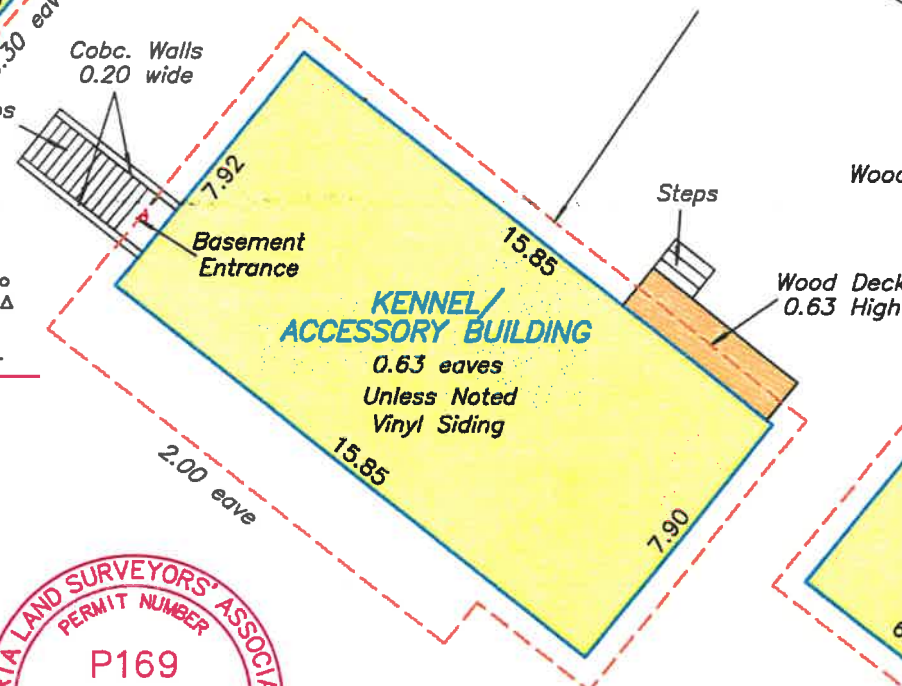 .30 eave
Cobc. Walls
0.20 wide
7.92
Basement
Entrance
15.85
Steps
Wood
Wood Deck
0.63 High
KENNEL/
ACCESSORY BUILDING
0.63 eaves
Unless Noted
Vinyl Siding
15.85
2.00 eave
7.90
LAND SURVEYORS'
PERMIT NUMBER
P169